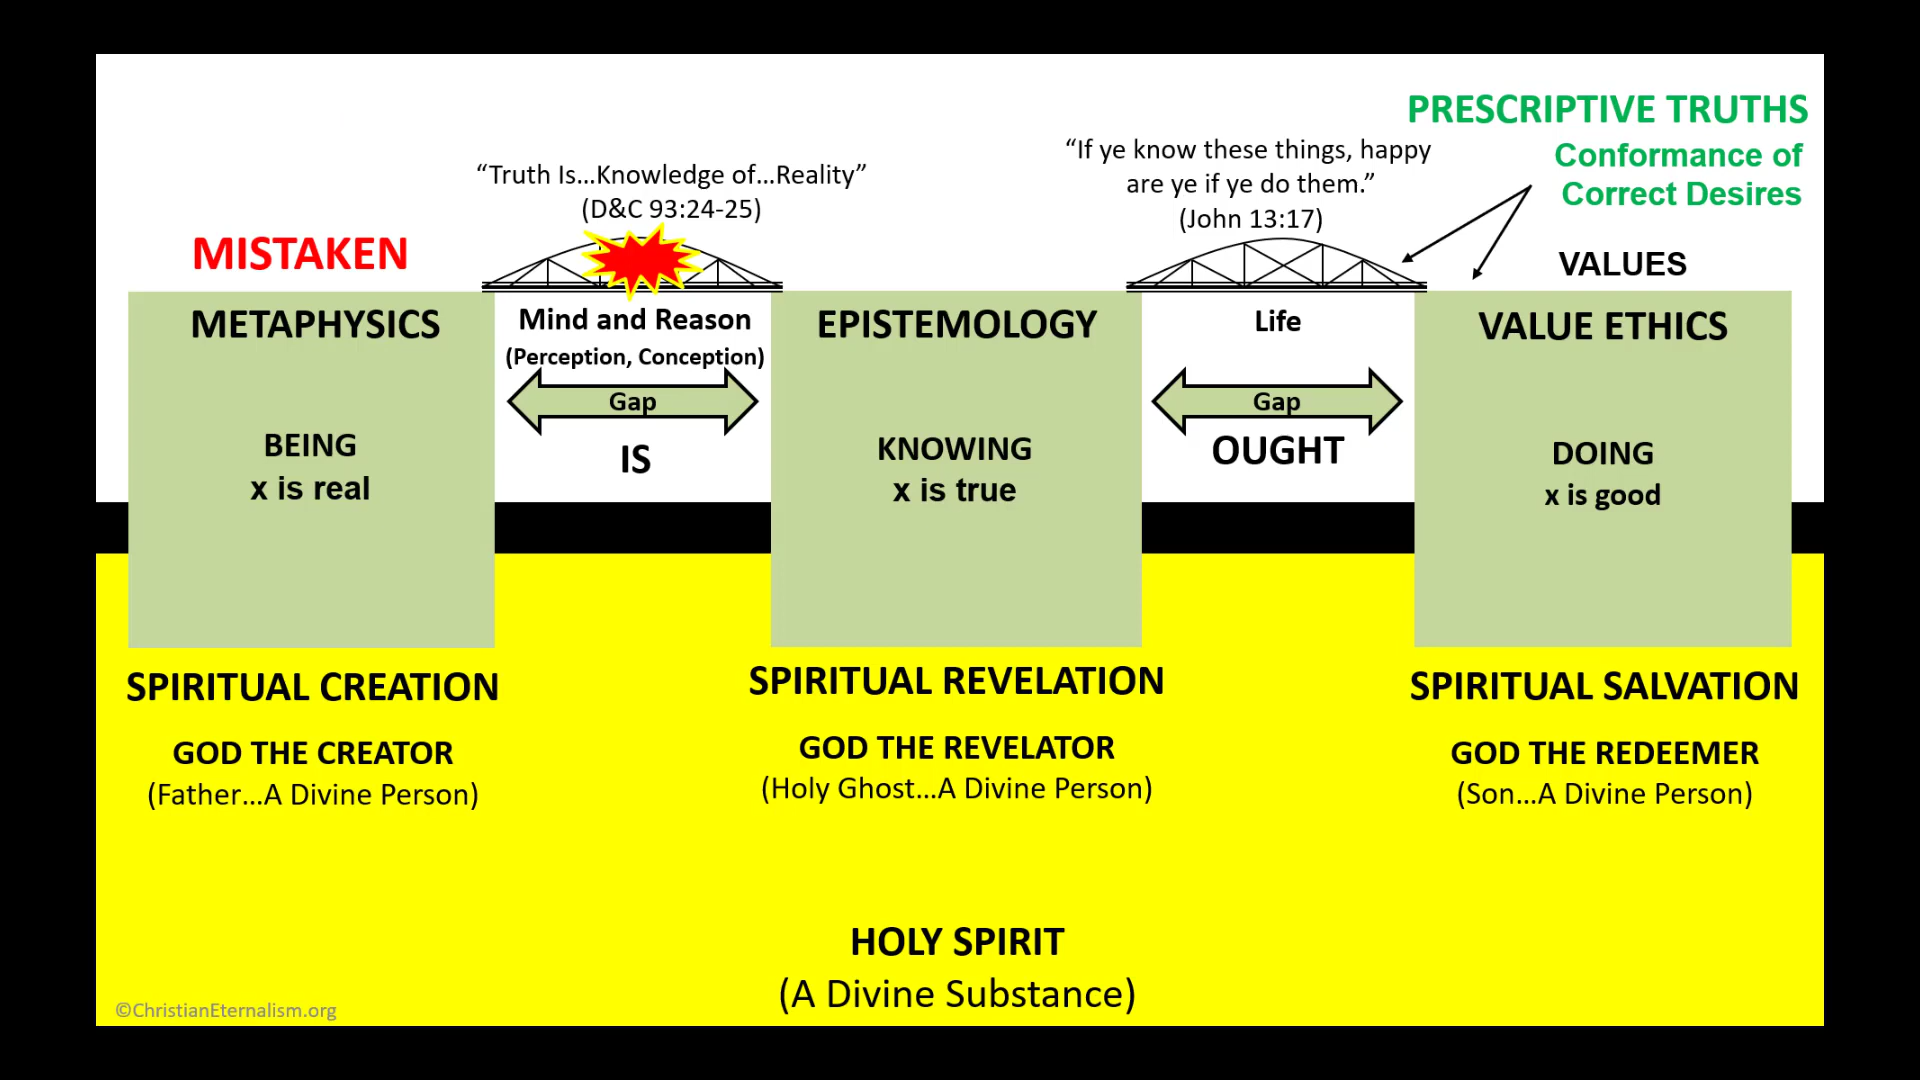 PRESCRIPTIVE TRUTHS
Conformance of
Correct Desires
“If ye know these things, happy
are ye if ye do them.”
(John 13:17)
“Truth Is...Knowledge of...Reality”
(D&C 93:24-25)
MISTAKEN
VALUES
METAPHYSICS
BEING
x is real
Mind and Reason
(Perception, Conception)
Gap
IS
EPISTEMOLOGY
KNOWING
x is true
Life
Gap
OUGHT
VALUE ETHICS
DOING
x is good
SPIRITUAL CREATION
GOD THE CREATOR
(Father...A Divine Person)
SPIRITUAL REVELATION
GOD THE REVELATOR
(Holy Ghost...A Divine Person)
SPIRITUAL SALVATION
GOD THE REDEEMER
(Son...A Divine Person)
HOLY SPIRIT
(A Divine Substance)
©ChristianEternalism.org